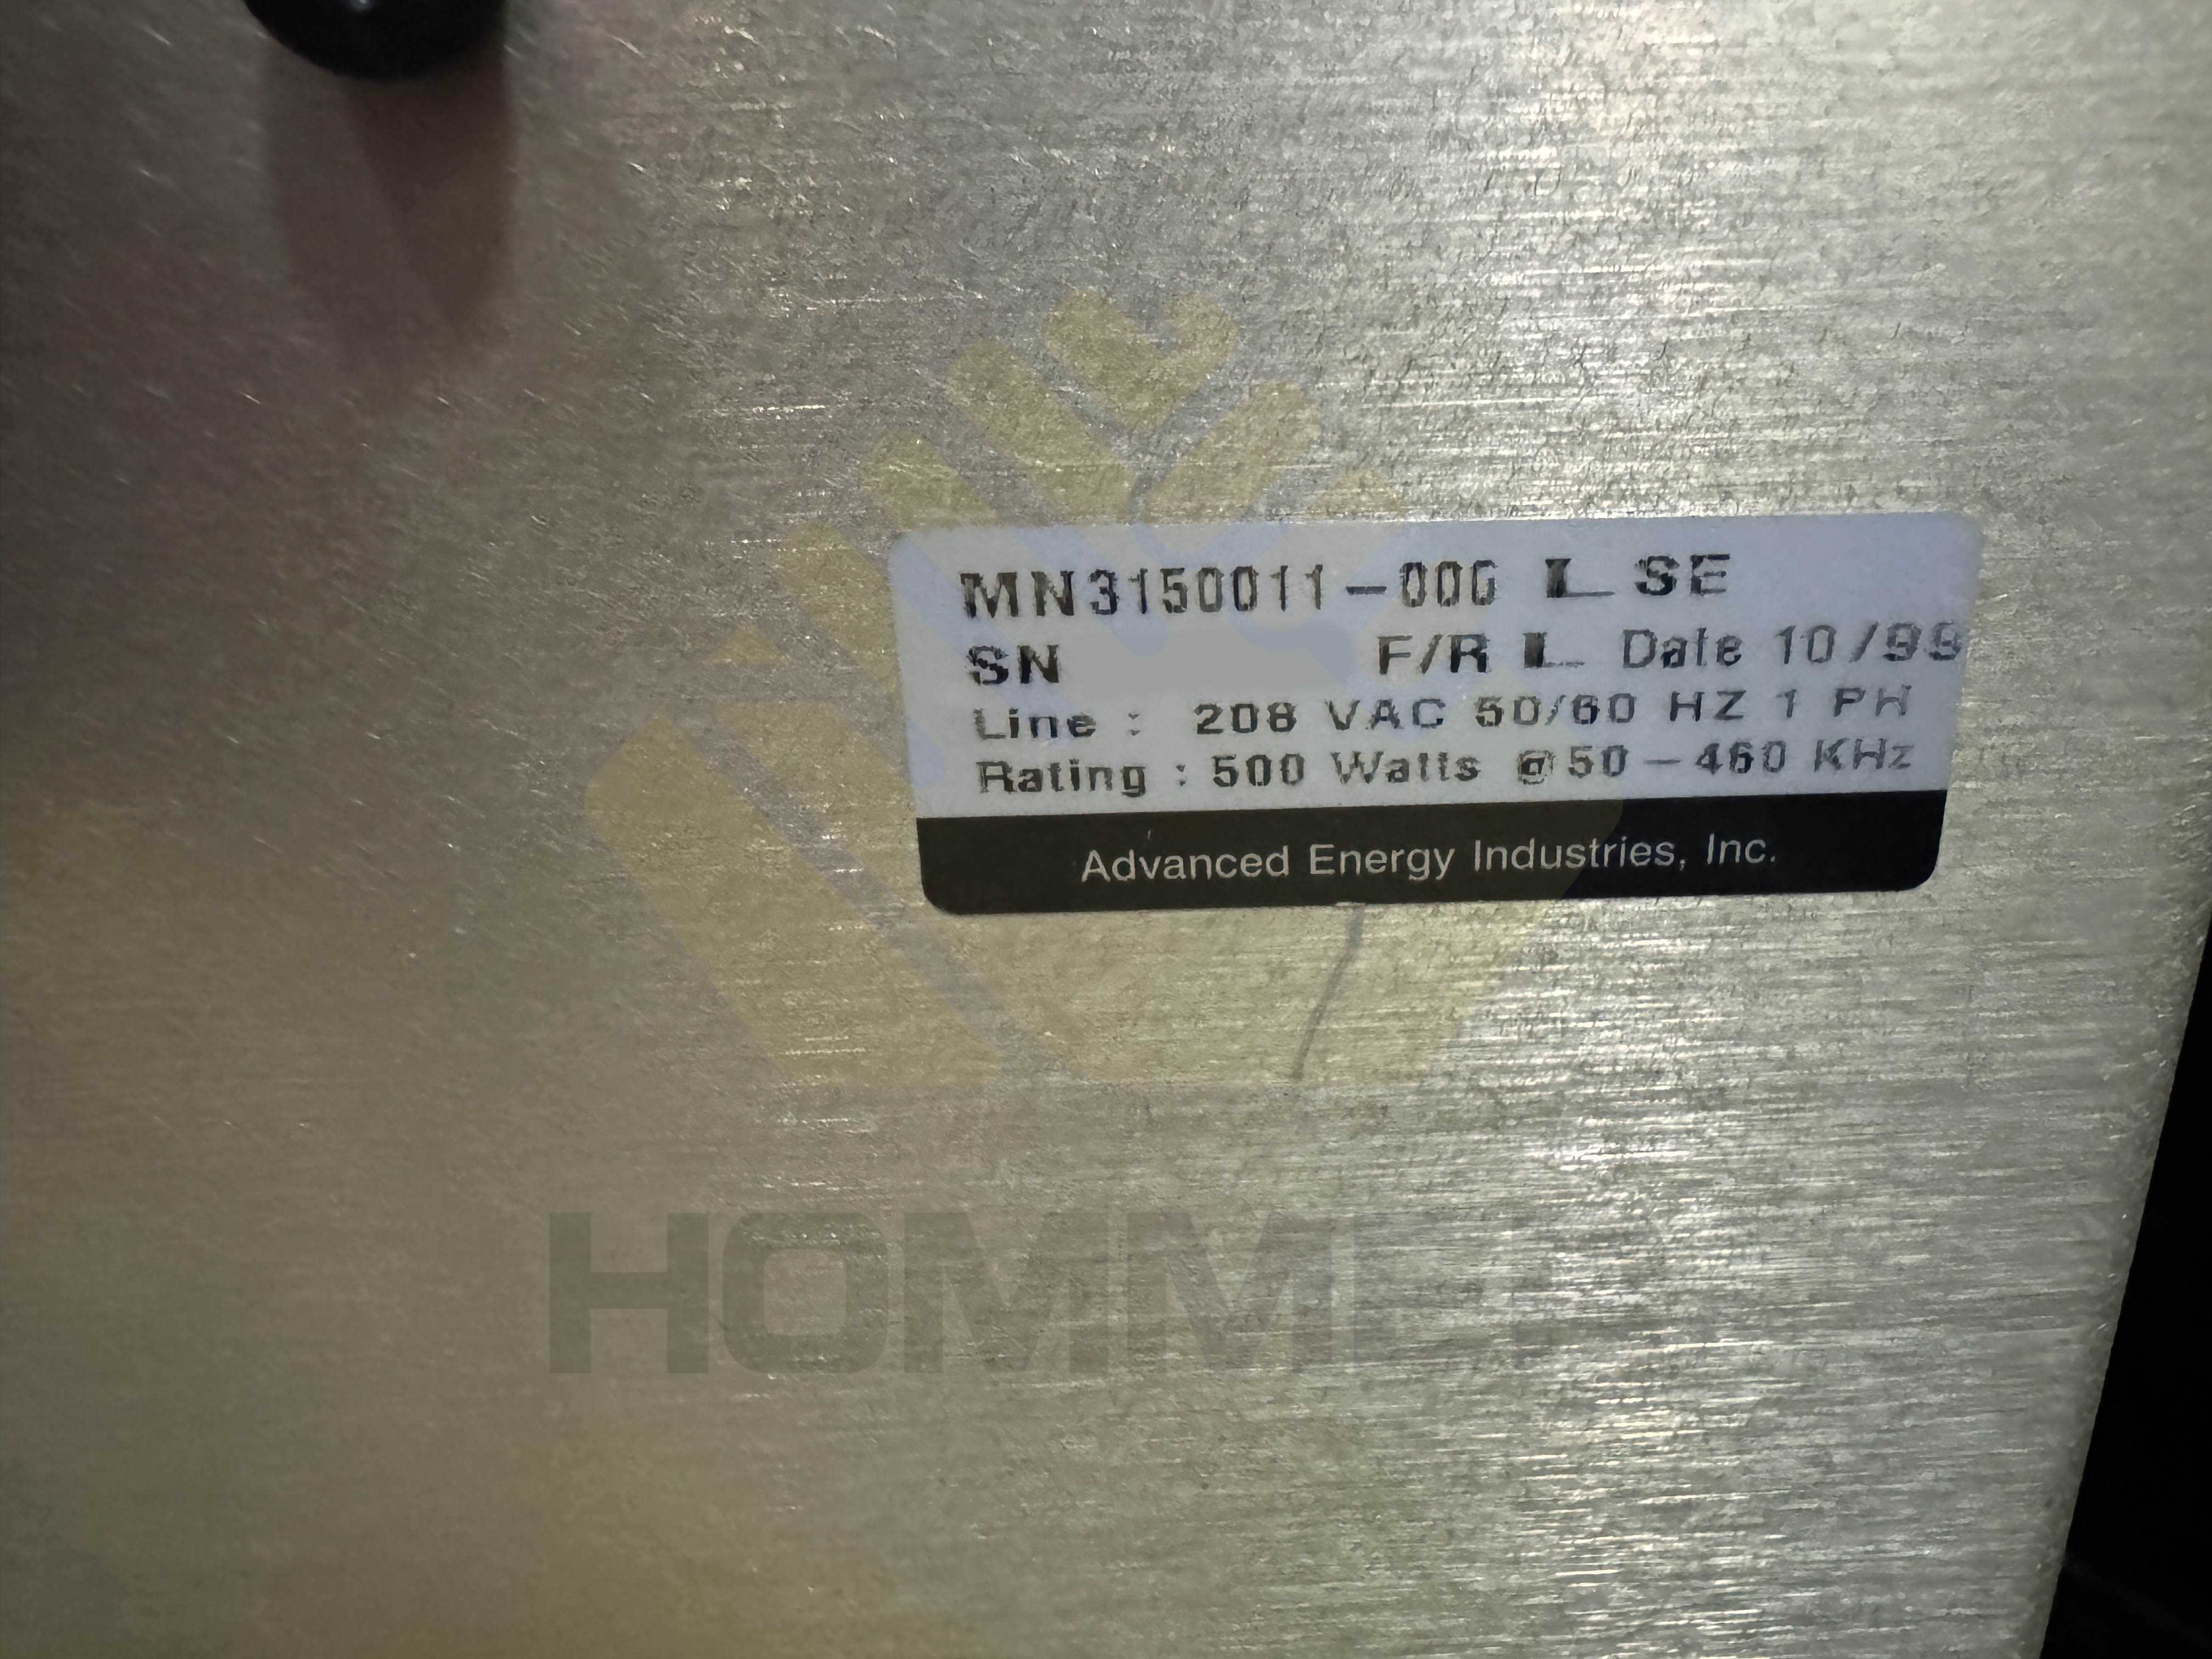 MN3150011-000 L SE
SN F/R L Date 10/99
Line : 208 VAC 50/60 HZ 1 PH
Rating : 500 Watts @50-460 KHz
Advanced Energy Industries, Inc.